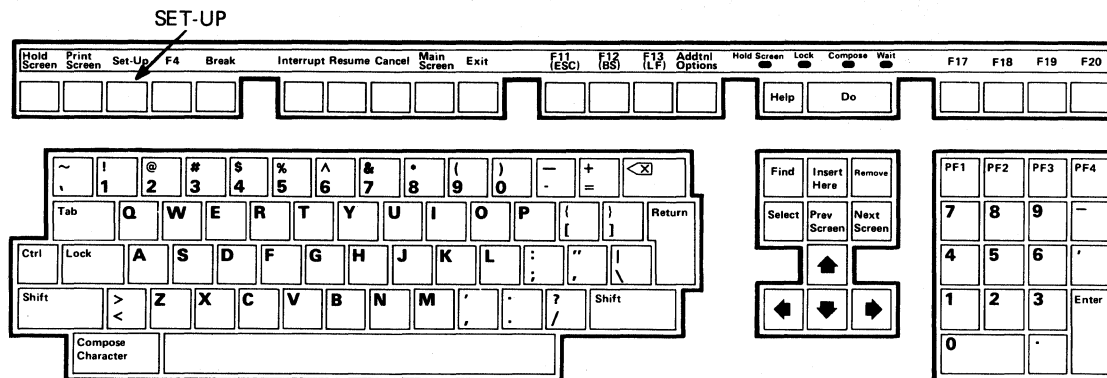 SET-UP
Hold Screen Print Screen Set-Up F4 Break Interrupt Resume Cancel Main Screen Exit F11 (ESC) F12 (BS) F13 (LF) Addtnl Options Hold Screen Lock Compose Wait F17 F18 F19 F20
Help Do
~ ! @ # $ % ^ & * ( ) — +
` 1 2 3 4 5 6 7 8 9 0 - =
Find Insert Here Remove
PF1 PF2 PF3 PF4
Tab Q W E R T Y U I O P { [ } ] Return
Select Prev Screen Next Screen
7 8 9 –
Ctrl Lock A S D F G H J K L : ; " ' | \
4 5 6 ,
Shift > < Z X C V B N M , , . . ? / Shift
1 2 3 Enter
Compose Character
0 .